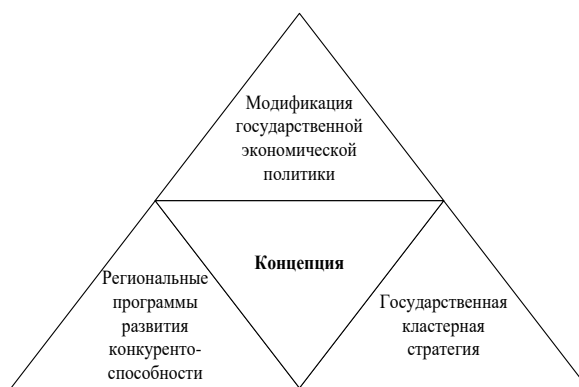 Модификация
государственной
экономической
политики
Концепция
Региональные
программы
развития
конкуренто-
способности
Государственная
кластерная
стратегия